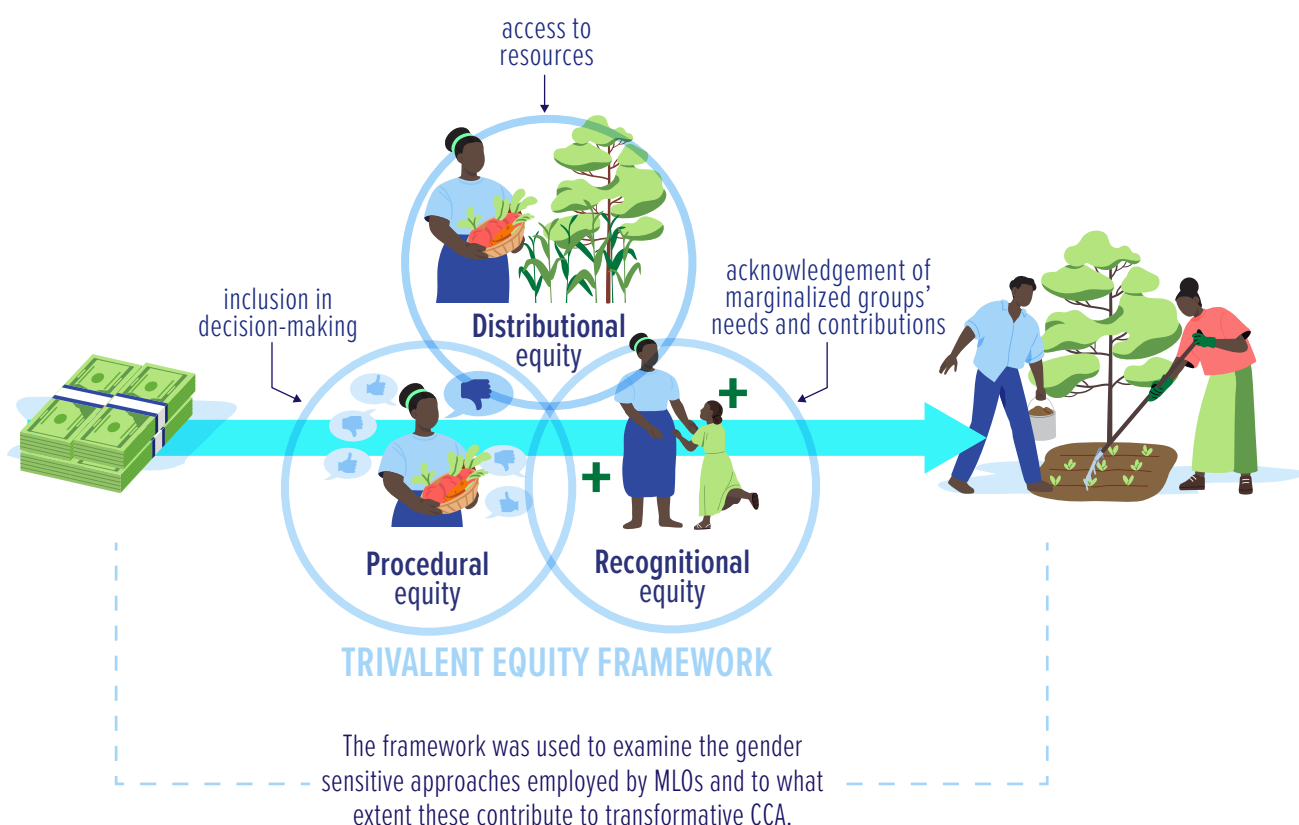 access to
resources
inclusion in
decision-making
acknowledgement of
marginalized groups’
needs and contributions
Distributional
equity
Procedural
equity
Recognitional
equity
TRIVALENT EQUITY FRAMEWORK
The framework was used to examine the gender
sensitive approaches employed by MLOs and to what
extent these contribute to transformative CCA.